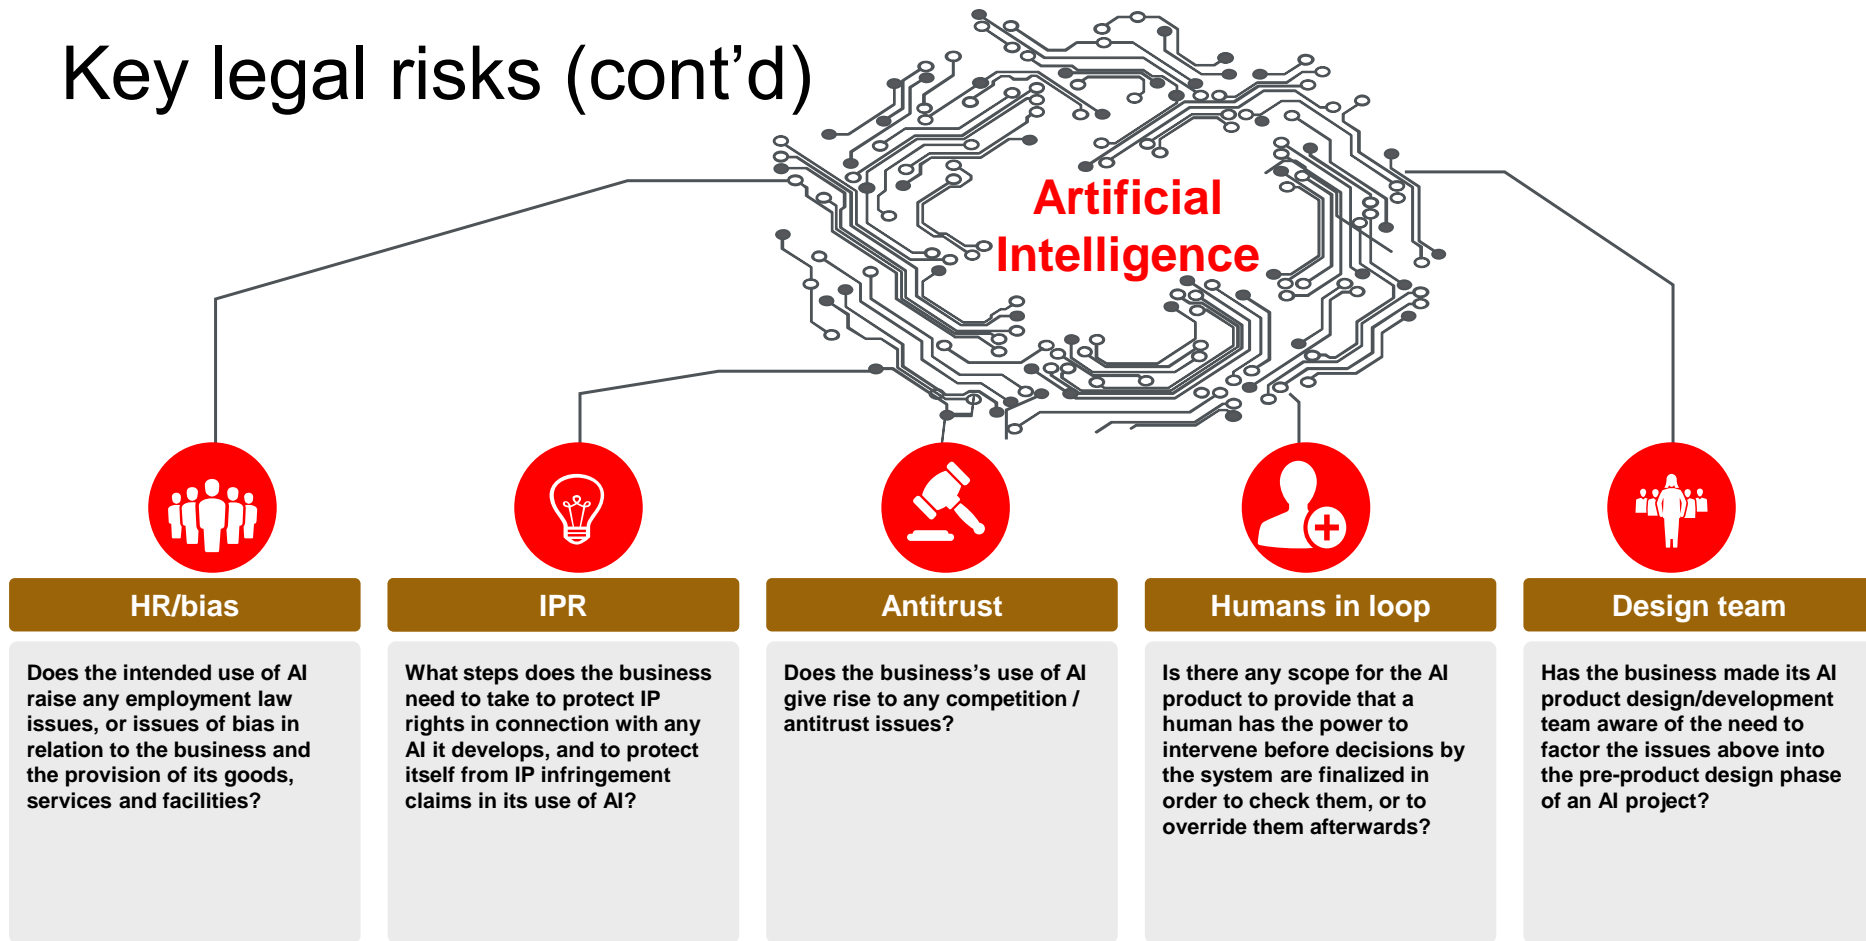 Key legal risks (cont’d)
Artificial
Intelligence
HR/bias
Does the intended use of AI
raise any employment law
issues, or issues of bias in
relation to the business and
the provision of its goods,
services and facilities?
IPR
What steps does the business
need to take to protect IP
rights in connection with any
AI it develops, and to protect
itself from IP infringement
claims in its use of AI?
Antitrust
Does the business’s use of AI
give rise to any competition /
antitrust issues?
Humans in loop
Is there any scope for the AI
product to provide that a
human has the power to
intervene before decisions by
the system are finalized in
order to check them, or to
override them afterwards?
Design team
Has the business made its AI
product design/development
team aware of the need to
factor the issues above into
the pre-product design phase
of an AI project?